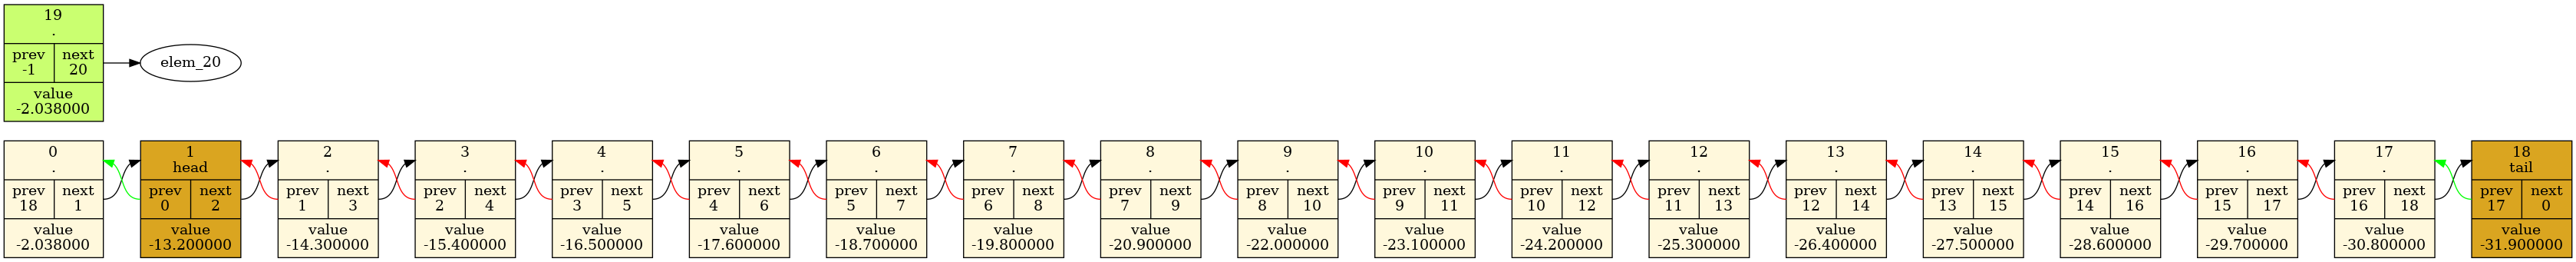 19
.
prev next
-1 20
value
-2.038000
elem_20
0
.
prev next
18 1
value
-2.038000
1
head
prev next
0 2
value
-13.200000
2
.
prev next
1 3
value
-14.300000
3
.
prev next
2 4
value
-15.400000
4
.
prev next
3 5
value
-16.500000
5
.
prev next
4 6
value
-17.600000
6
.
prev next
5 7
value
-18.700000
7
.
prev next
6 8
value
-19.800000
8
.
prev next
7 9
value
-20.900000
9
.
prev next
8 10
value
-22.000000
10
.
prev next
9 11
value
-23.100000
11
.
prev next
10 12
value
-24.200000
12
.
prev next
11 13
value
-25.300000
13
.
prev next
12 14
value
-26.400000
14
.
prev next
13 15
value
-27.500000
15
.
prev next
14 16
value
-28.600000
16
.
prev next
15 17
value
-29.700000
17
.
prev next
16 18
value
-30.800000
18
tail
prev next
17 0
value
-31.900000